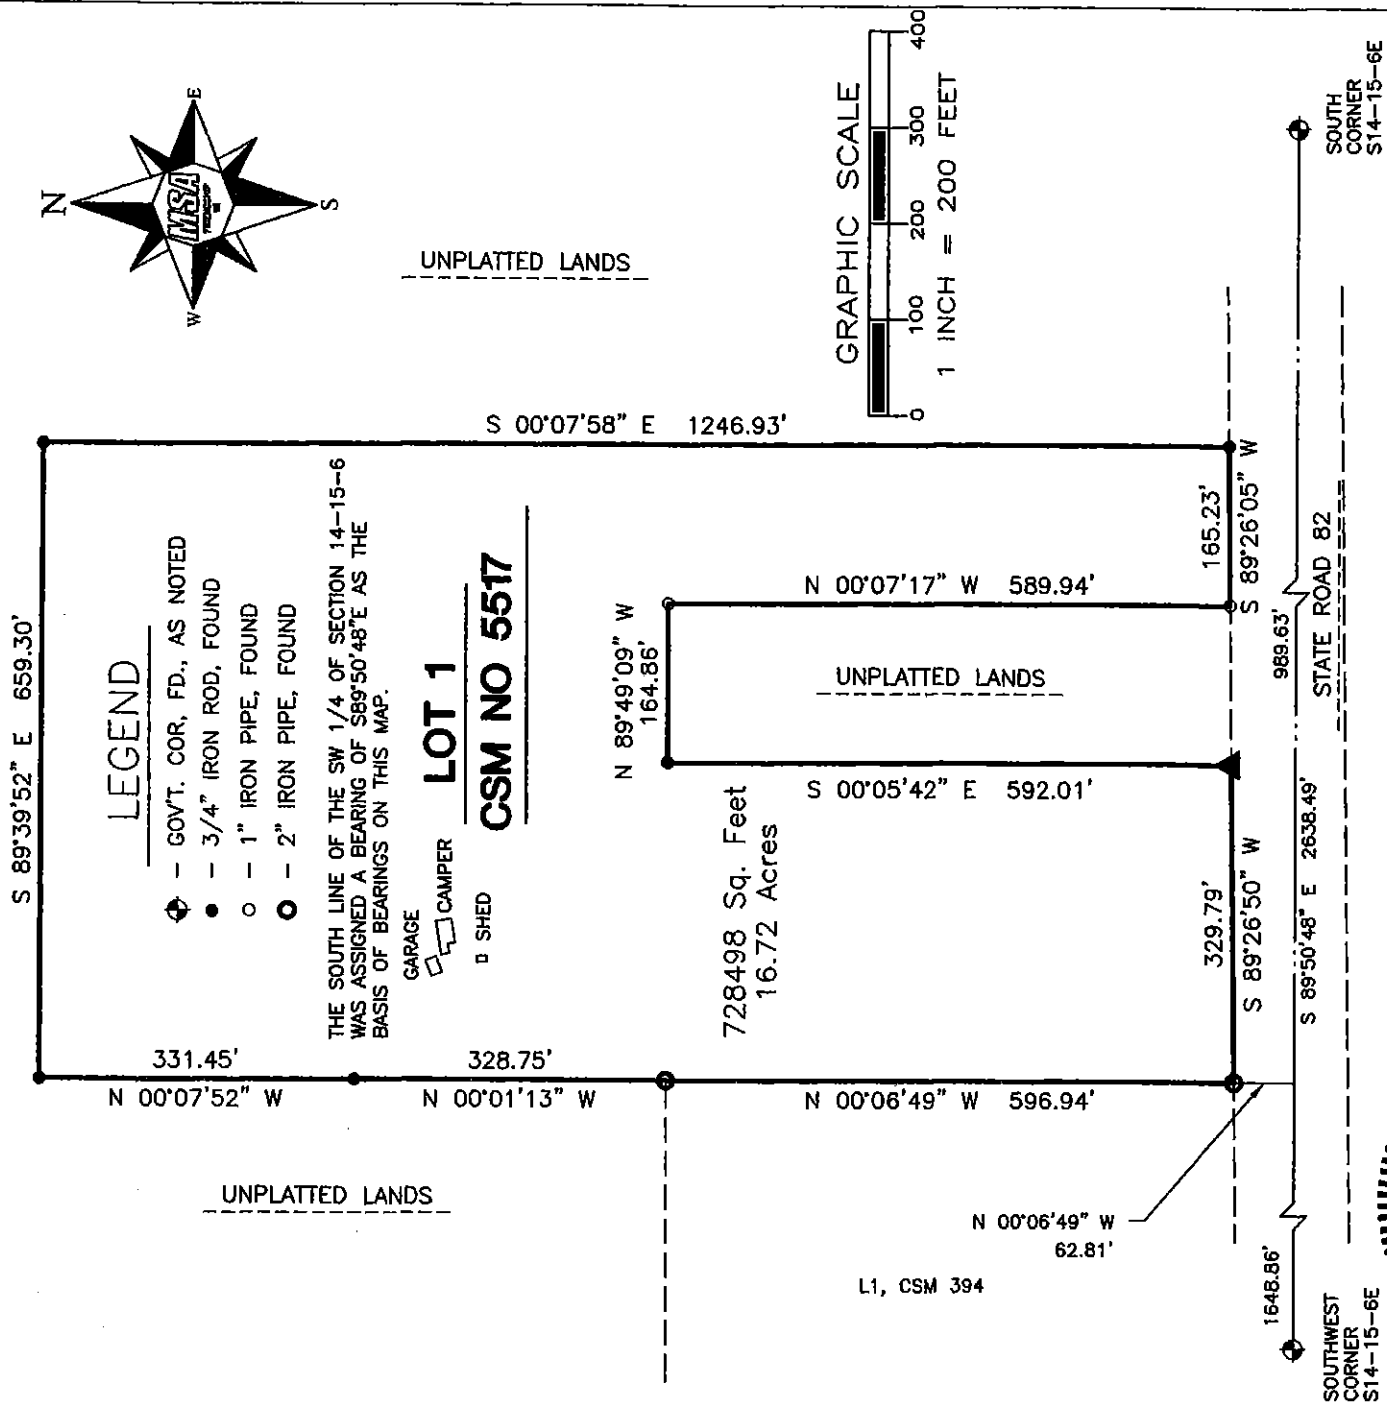 N
E
S
W
MSA
UNPLATTED LANDS
GRAPHIC SCALE
0 100 200 300 400
1 INCH = 200 FEET
S 89°39'52" E 659.30'
S 00°07'58" E 1246.93'
LEGEND
- GOV'T. COR, FD., AS NOTED
- 3/4" IRON ROD, FOUND
- 1" IRON PIPE, FOUND
- 2" IRON PIPE, FOUND
THE SOUTH LINE OF THE SW 1/4 OF SECTION 14-15-6
WAS ASSIGNED A BEARING OF S89°50'48"E AS THE
BASIS OF BEARINGS ON THIS MAP.
LOT 1
CSM NO 5517
GARAGE
CAMPER
SHED
331.45'
N 00°07'52" W
328.75'
N 00°01'13" W
N 89°49'09" W
164.86'
N 00°07'17" W 589.94'
UNPLATTED LANDS
S 00°05'42" E 592.01'
728498 Sq. Feet
16.72 Acres
N 00°06'49" W 596.94'
165.23'
S 89°26'05" W
329.79'
S 89°26'50" W
UNPLATTED LANDS
N 00°06'49" W
62.81'
L1, CSM 394
989.63'
S 89°50'48" E 2638.49'
1648.86'
STATE ROAD 82
SOUTH
CORNER
S14-15-6E
SOUTHWEST
CORNER
S14-15-6E